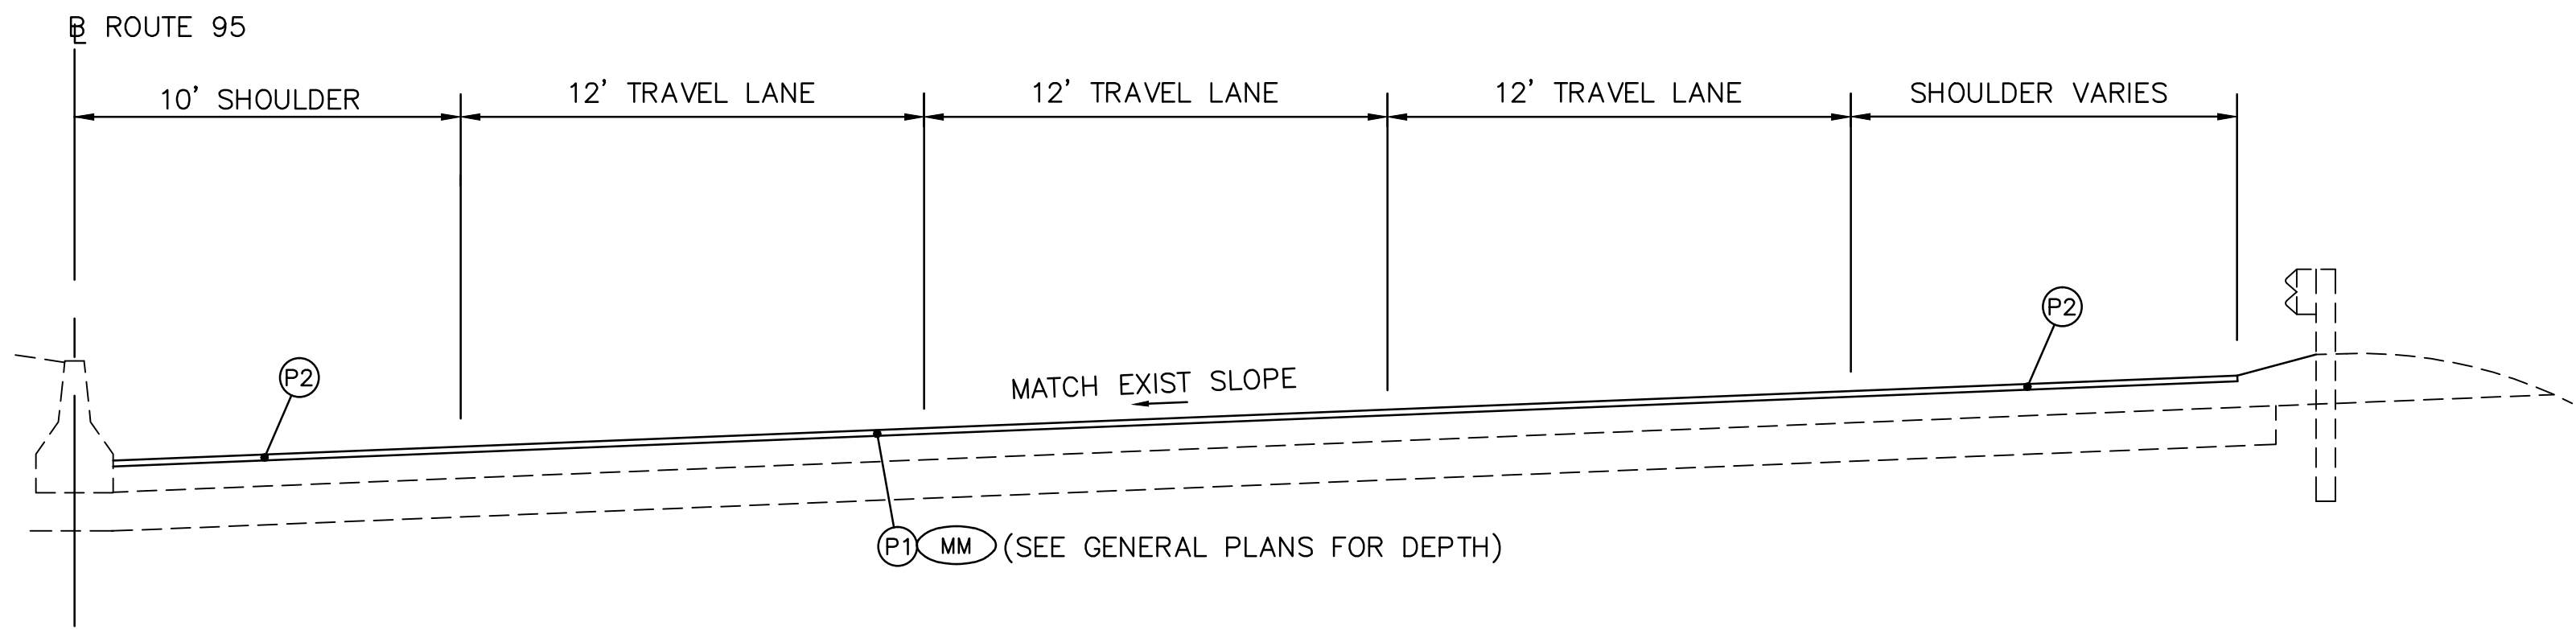 BL ROUTE 95
10' SHOULDER
12' TRAVEL LANE
12' TRAVEL LANE
12' TRAVEL LANE
SHOULDER VARIES
P2
P2
MATCH EXIST SLOPE
P1 MM (SEE GENERAL PLANS FOR DEPTH)